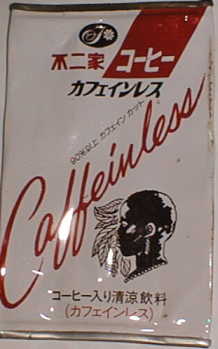 不二家 コーヒー
カフェインレス
90%以上 カフェイン カット
Caffeinless
コーヒー入り清涼飲料
(カフェインレス)